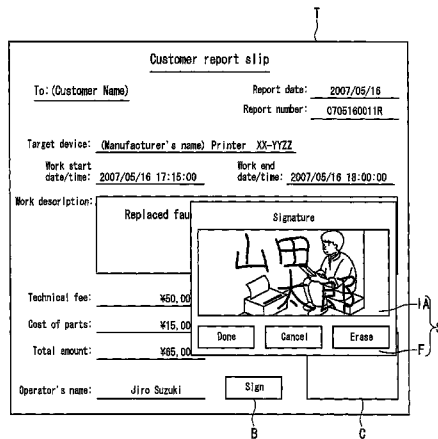 T
Customer report slip
To:(Customer Name)
Report date: 2007/05/16
Report number: 0705160011R
Target device: (Manufacturer's name) Printer XX-YYZZ
Work start date/time: 2007/05/16 17:15:00
Work end date/time: 2007/05/16 18:00:00
Work description: Replaced fau
Signature
山田
太郎
IA
S
Done Cancel Erase
F
Technical fee: ¥50,00
Cost of parts: ¥15,00
Total amount: ¥65,00
Operator's name: Jiro Suzuki
Sign
B
C